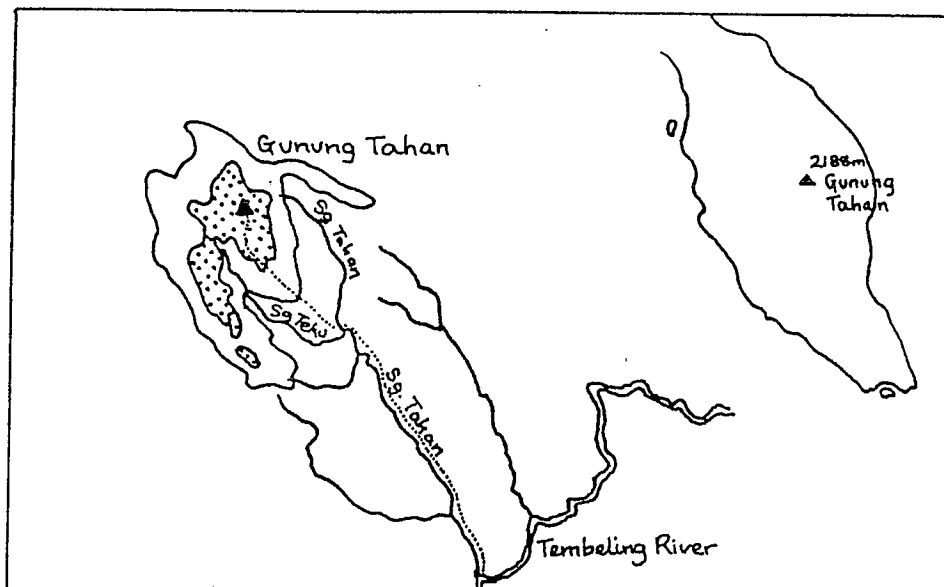 Gunung Tahan
2188m
Gunung
Tahan
Sg. Tahan
Sg Teku
Sg. Tahan
Tembeling River